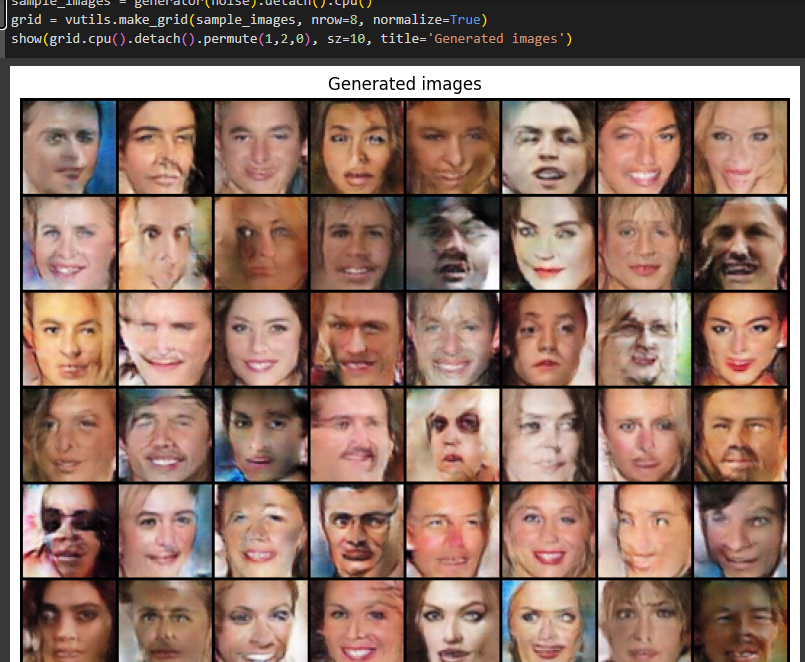 sample_images = generator(noise).detach().cpu()
grid = vutils.make_grid(sample_images, nrow=8, normalize=True)
show(grid.cpu().detach().permute(1,2,0), sz=10, title='Generated images')
Generated images